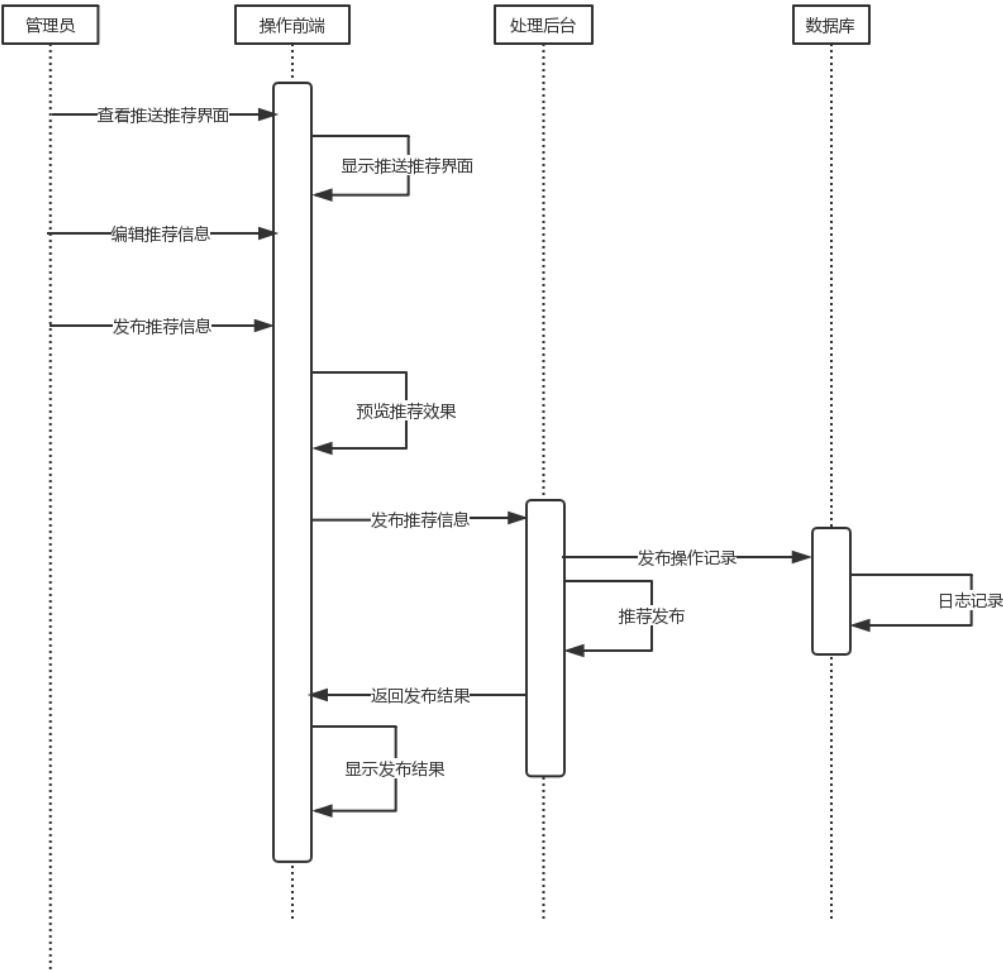 管理员
操作前端
处理后台
数据库
查看推送推荐界面
显示推送推荐界面
编辑推荐信息
发布推荐信息
预览推荐效果
发布推荐信息
发布操作记录
日志记录
推荐发布
返回发布结果
显示发布结果